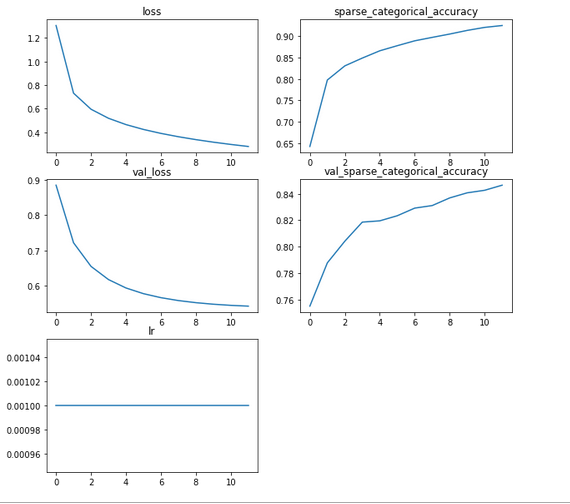 loss
1.2
1.0
0.8
0.6
0.4
0 2 4 6 8 10
sparse_categorical_accuracy
0.90
0.85
0.80
0.75
0.70
0.65
0 2 4 6 8 10
val_loss
0.9
0.8
0.7
0.6
0 2 4 6 8 10
val_sparse_categorical_accuracy
0.84
0.82
0.80
0.78
0.76
0 2 4 6 8 10
lr
0.00104
0.00102
0.00100
0.00098
0.00096
0 2 4 6 8 10